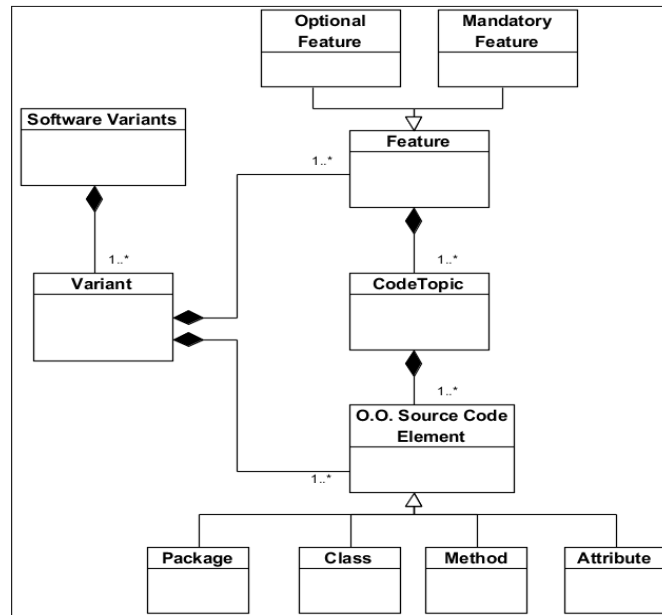 Optional
Feature
Mandatory
Feature
Software Variants
Feature
1..*
1..*
1..*
Variant
CodeTopic
1..*
O.O. Source Code
Element
1..*
Package
Class
Method
Attribute